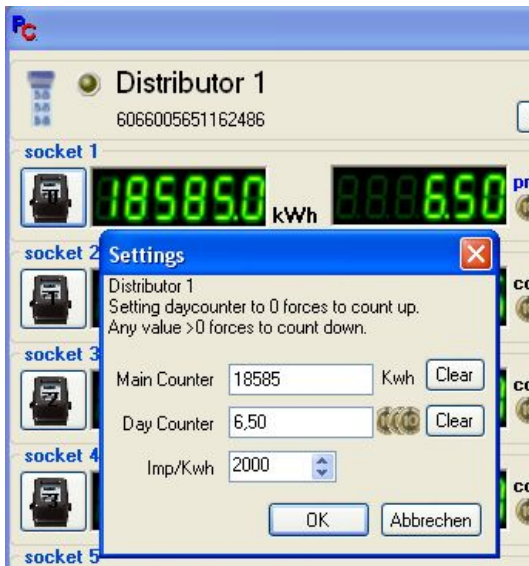 PC
Distributor 1
6066005651162486
socket 1
18585.0 kWh 6.50
socket 2
Settings
Distributor 1
Setting daycounter to 0 forces to count up.
Any value >0 forces to count down.
socket 3
Main Counter 18585 Kwh Clear
Day Counter 6,50 Clear
socket 4
Imp/Kwh 2000
OK Abbrechen
socket 5